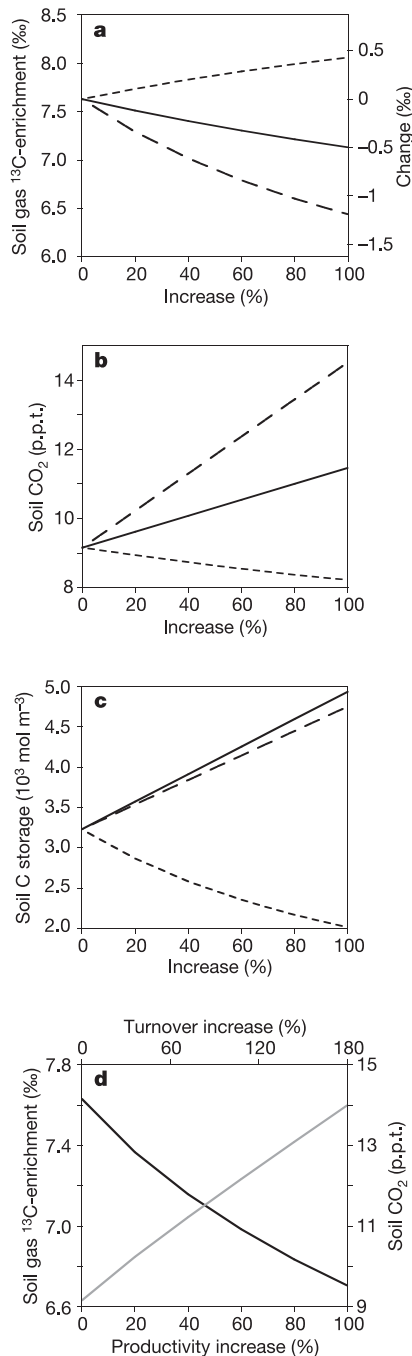 a
Soil gas ¹³C-enrichment (‰)
8.5
8.0
7.5
7.0
6.5
6.0
0.5
0
–0.5
–1
–1.5
Change (‰)
0 20 40 60 80 100
Increase (%)
b
Soil CO₂ (p.p.t.)
14
12
10
8
0 20 40 60 80 100
Increase (%)
c
Soil C storage (10³ mol m⁻³)
5.0
4.0
3.5
3.0
2.5
2.0
0 20 40 60 80 100
Increase (%)
Turnover increase (%)
0 60 120 180
d
Soil gas ¹³C-enrichment (‰)
7.8
7.4
7.0
6.6
15
13
11
9
Soil CO₂ (p.p.t.)
0 20 40 60 80 100
Productivity increase (%)